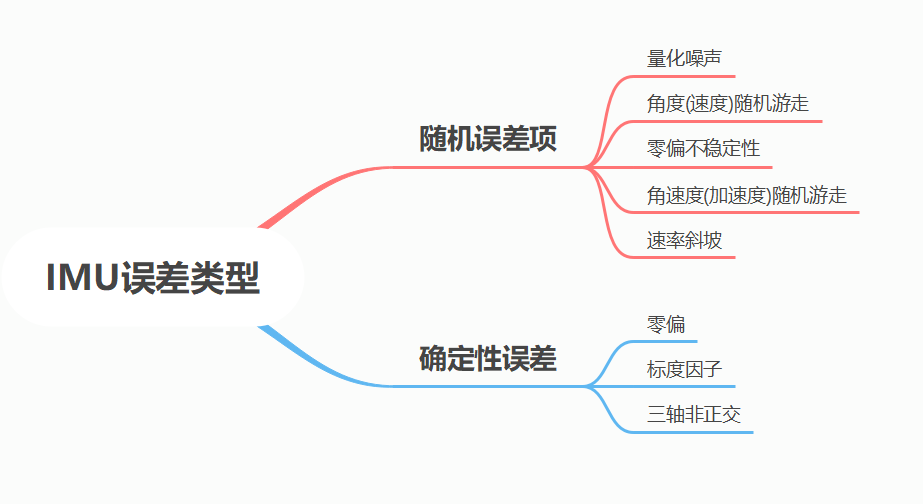 IMU误差类型
随机误差项
量化噪声
角度(速度)随机游走
零偏不稳定性
角速度(加速度)随机游走
速率斜坡
确定性误差
零偏
标度因子
三轴非正交